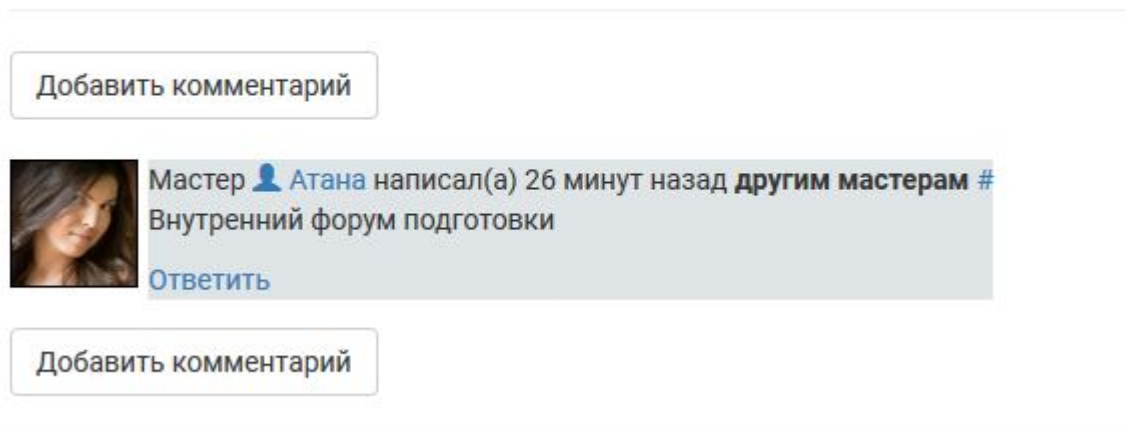 Добавить комментарий
Мастер Атана написал(а) 26 минут назад другим мастерам #
Внутренний форум подготовки
Ответить
Добавить комментарий